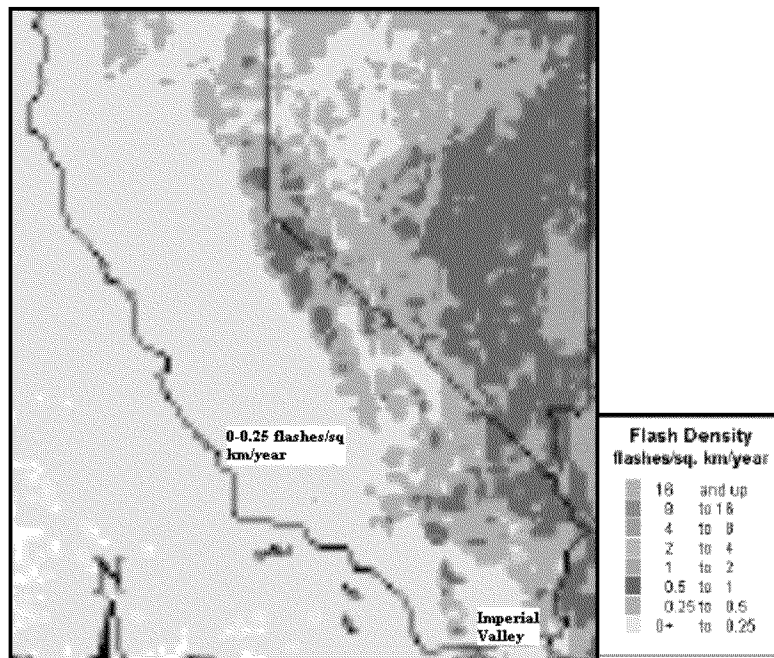 0-0.25 flashes/sq
km/year
N
Imperial
Valley
Flash Density
flashes/sq. km/year
16 and up
9 to 16
4 to 8
2 to 4
1 to 2
0.5 to 1
0.25 to 0.5
0+ to 0.25